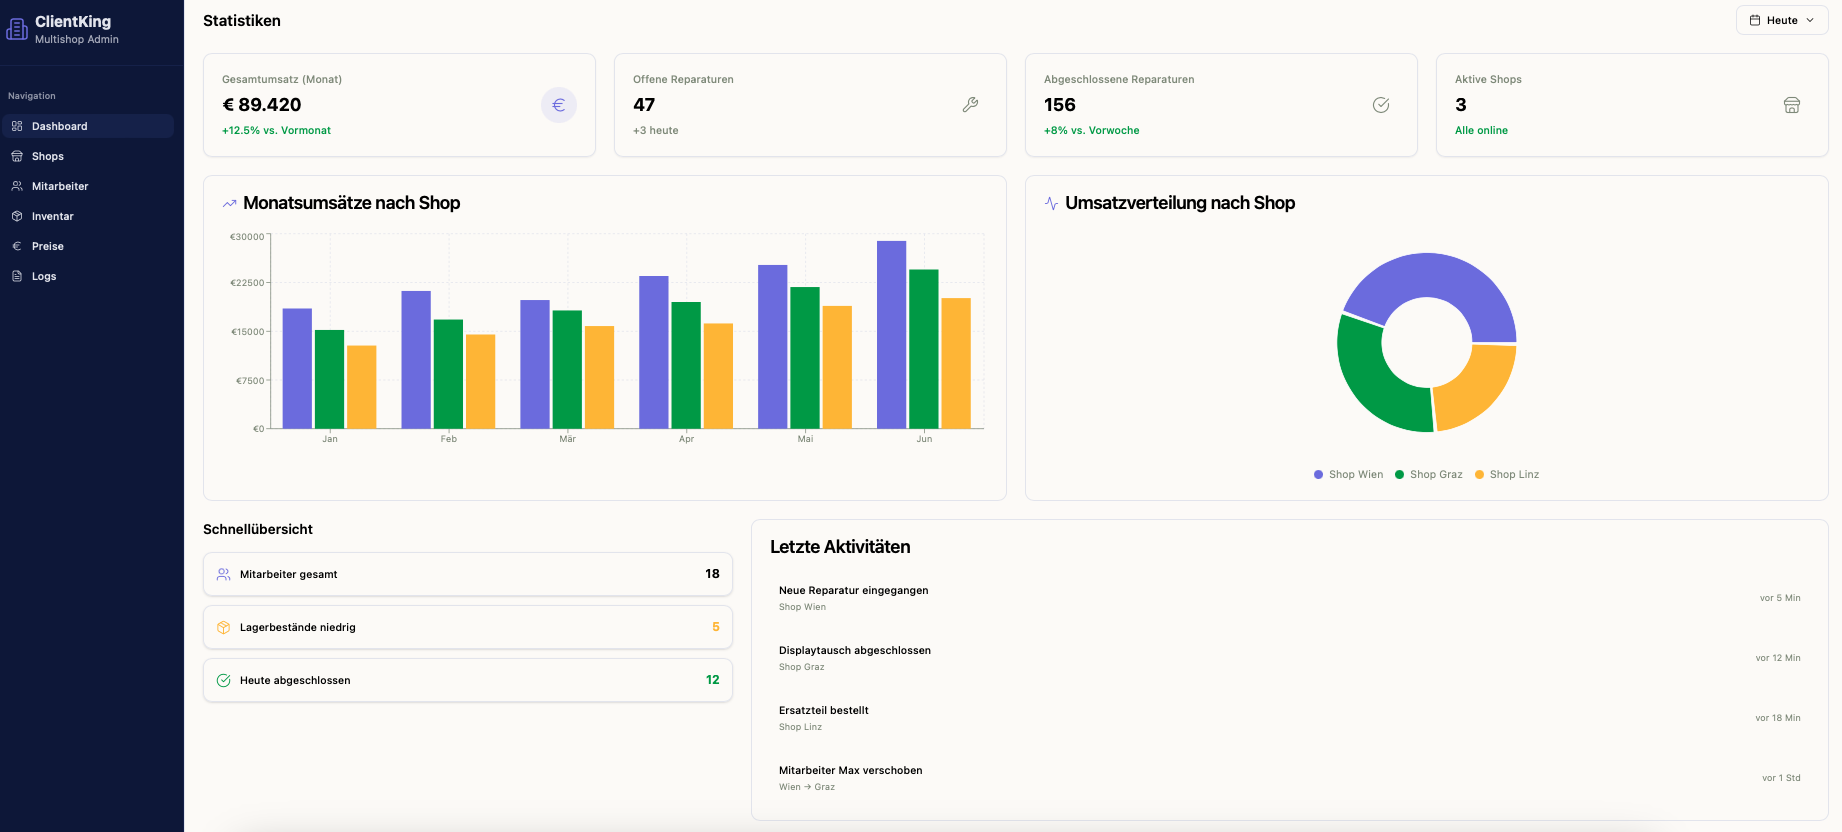 ClientKing
Multishop Admin
Navigation
Dashboard
Shops
Mitarbeiter
Inventar
Preise
Logs
Statistiken
Heute
Gesamtumsatz (Monat)
€ 89.420
+12.5% vs. Vormonat
Offene Reparaturen
47
+3 heute
Abgeschlossene Reparaturen
156
+8% vs. Vorwoche
Aktive Shops
3
Alle online
Monatsumsätze nach Shop
€30000
€22500
€15000
€7500
€0
Jan Feb Mär Apr Mai Jun
Umsatzverteilung nach Shop
Shop Wien Shop Graz Shop Linz
Schnellübersicht
Mitarbeiter gesamt 18
Lagerbestände niedrig 5
Heute abgeschlossen 12
Letzte Aktivitäten
Neue Reparatur eingegangen
Shop Wien
vor 5 Min
Displaytausch abgeschlossen
Shop Graz
vor 12 Min
Ersatzteil bestellt
Shop Linz
vor 18 Min
Mitarbeiter Max verschoben
Wien → Graz
vor 1 Std